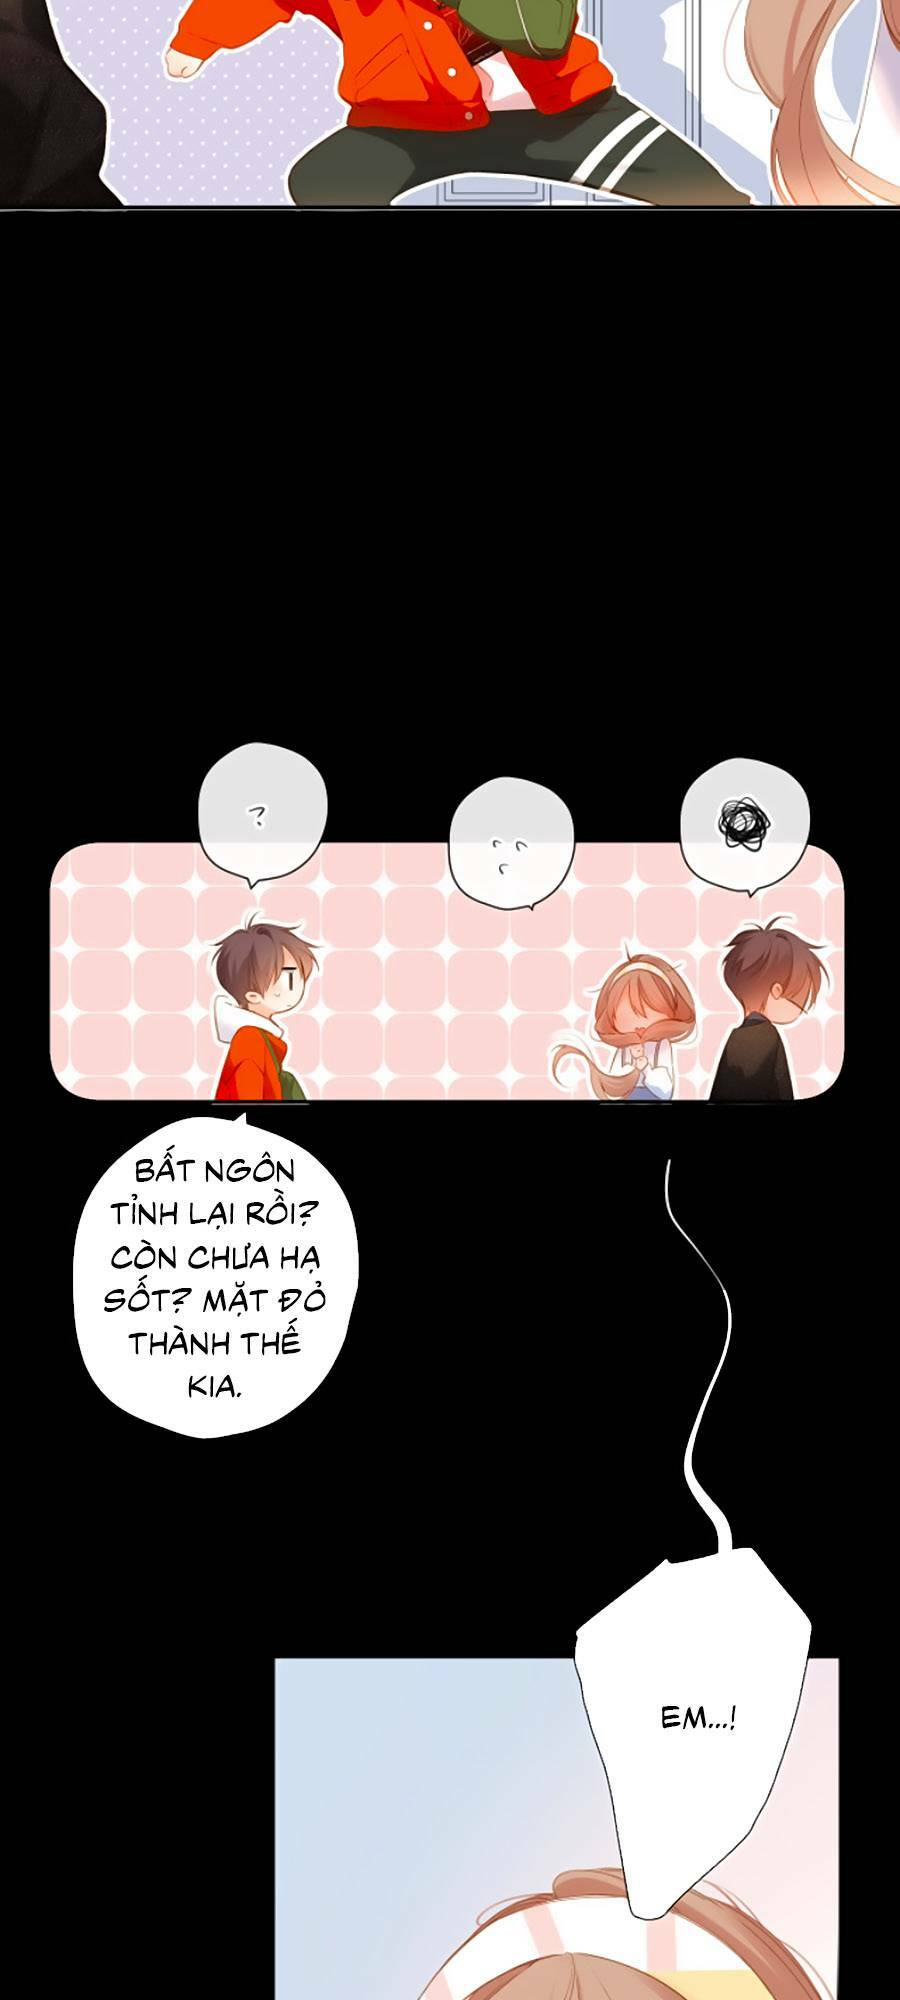 ?
BẤT NGÔN
TỈNH LẠI RỒI?
CÒN CHƯA HẠ
SỐT? MẶT ĐỎ
THÀNH THẾ
KIA.
EM...!